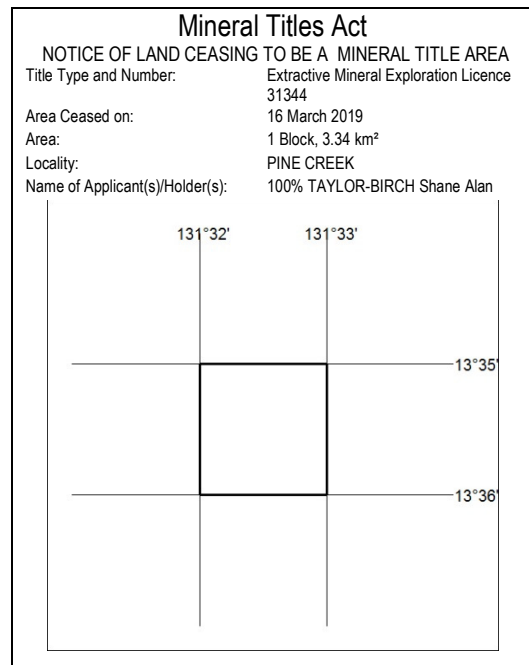 Mineral Titles Act
NOTICE OF LAND CEASING TO BE A MINERAL TITLE AREA
Title Type and Number: Extractive Mineral Exploration Licence
31344
Area Ceased on: 16 March 2019
Area: 1 Block, 3.34 km²
Locality: PINE CREEK
Name of Applicant(s)/Holder(s): 100% TAYLOR-BIRCH Shane Alan
131°32' 131°33'
13°35'
13°36'